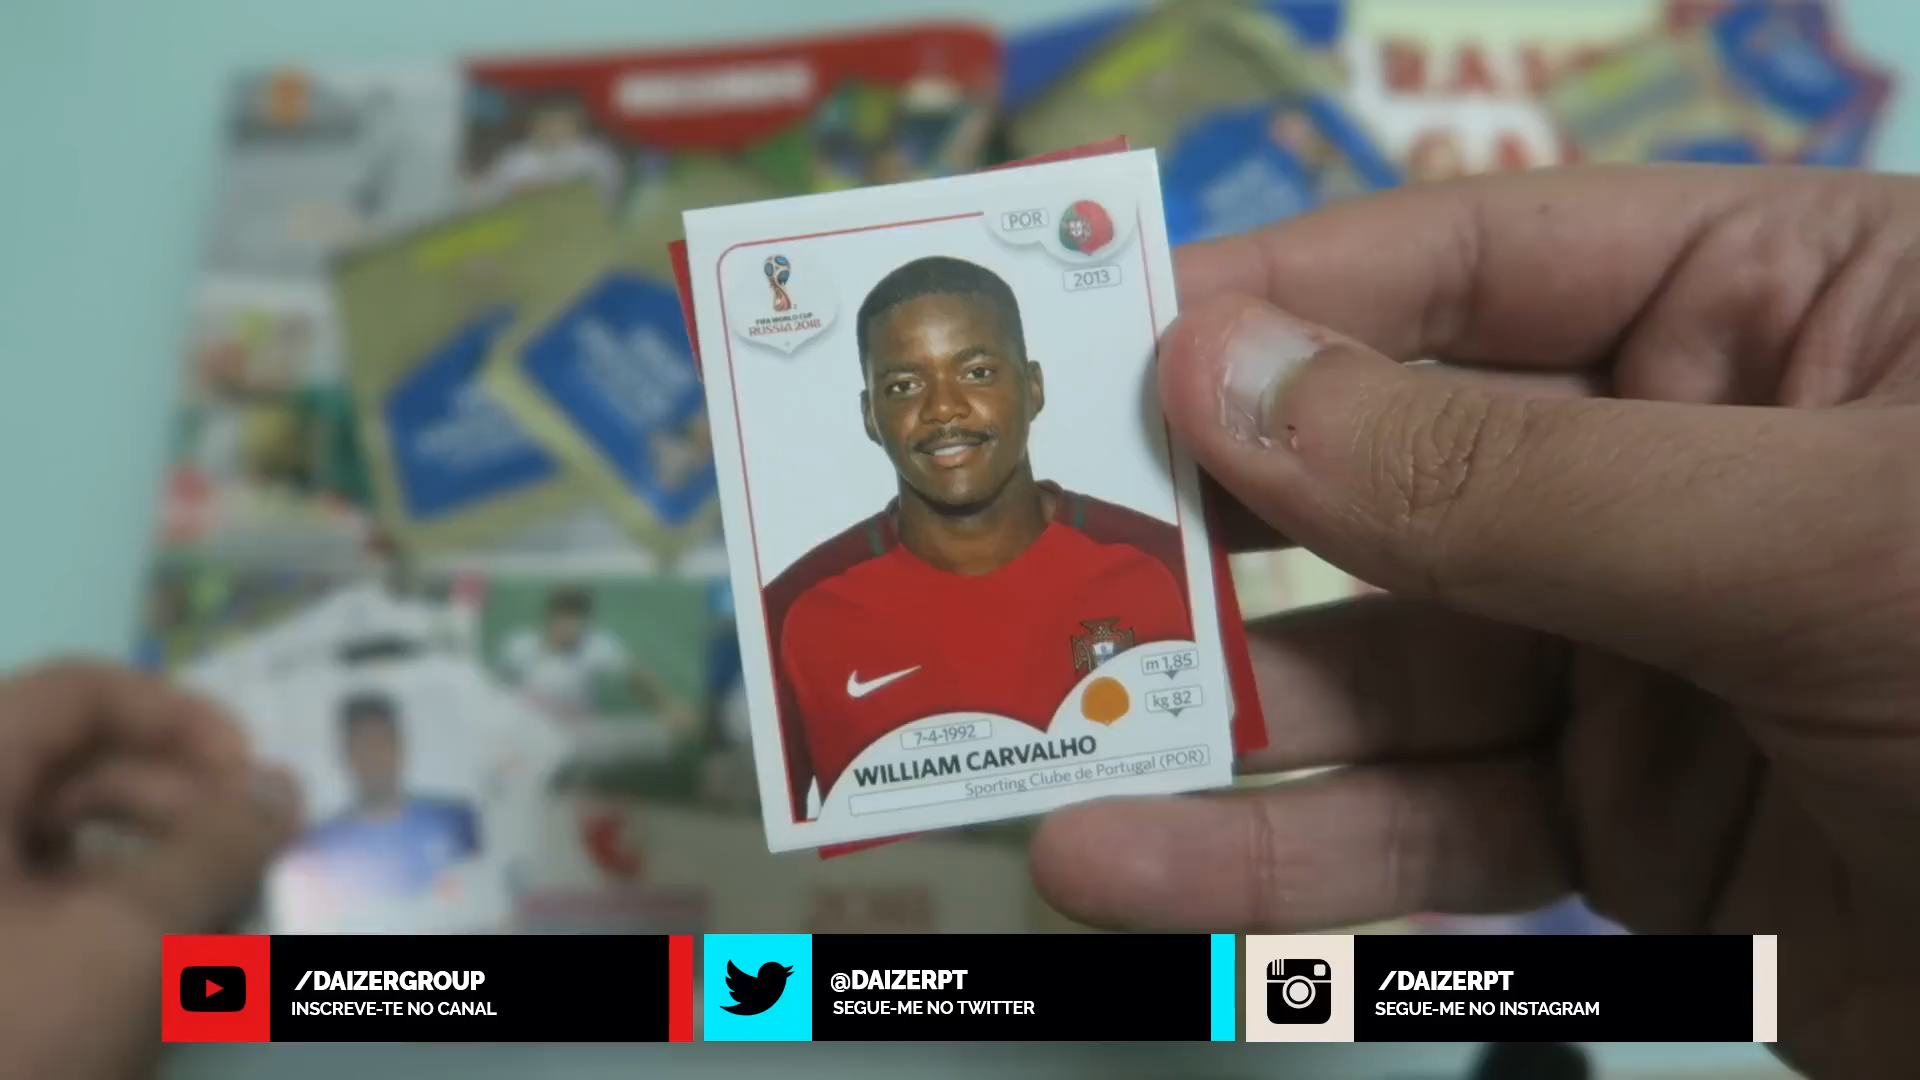 POR
2013
FIFA WORLD CUP
RUSSIA 2018
m 1,85
kg 82
7-4-1992
WILLIAM CARVALHO
Sporting Clube de Portugal (POR)
/DAIZERGROUP
INSCREVE-TE NO CANAL
@DAIZERPT
SEGUE-ME NO TWITTER
/DAIZERPT
SEGUE-ME NO INSTAGRAM